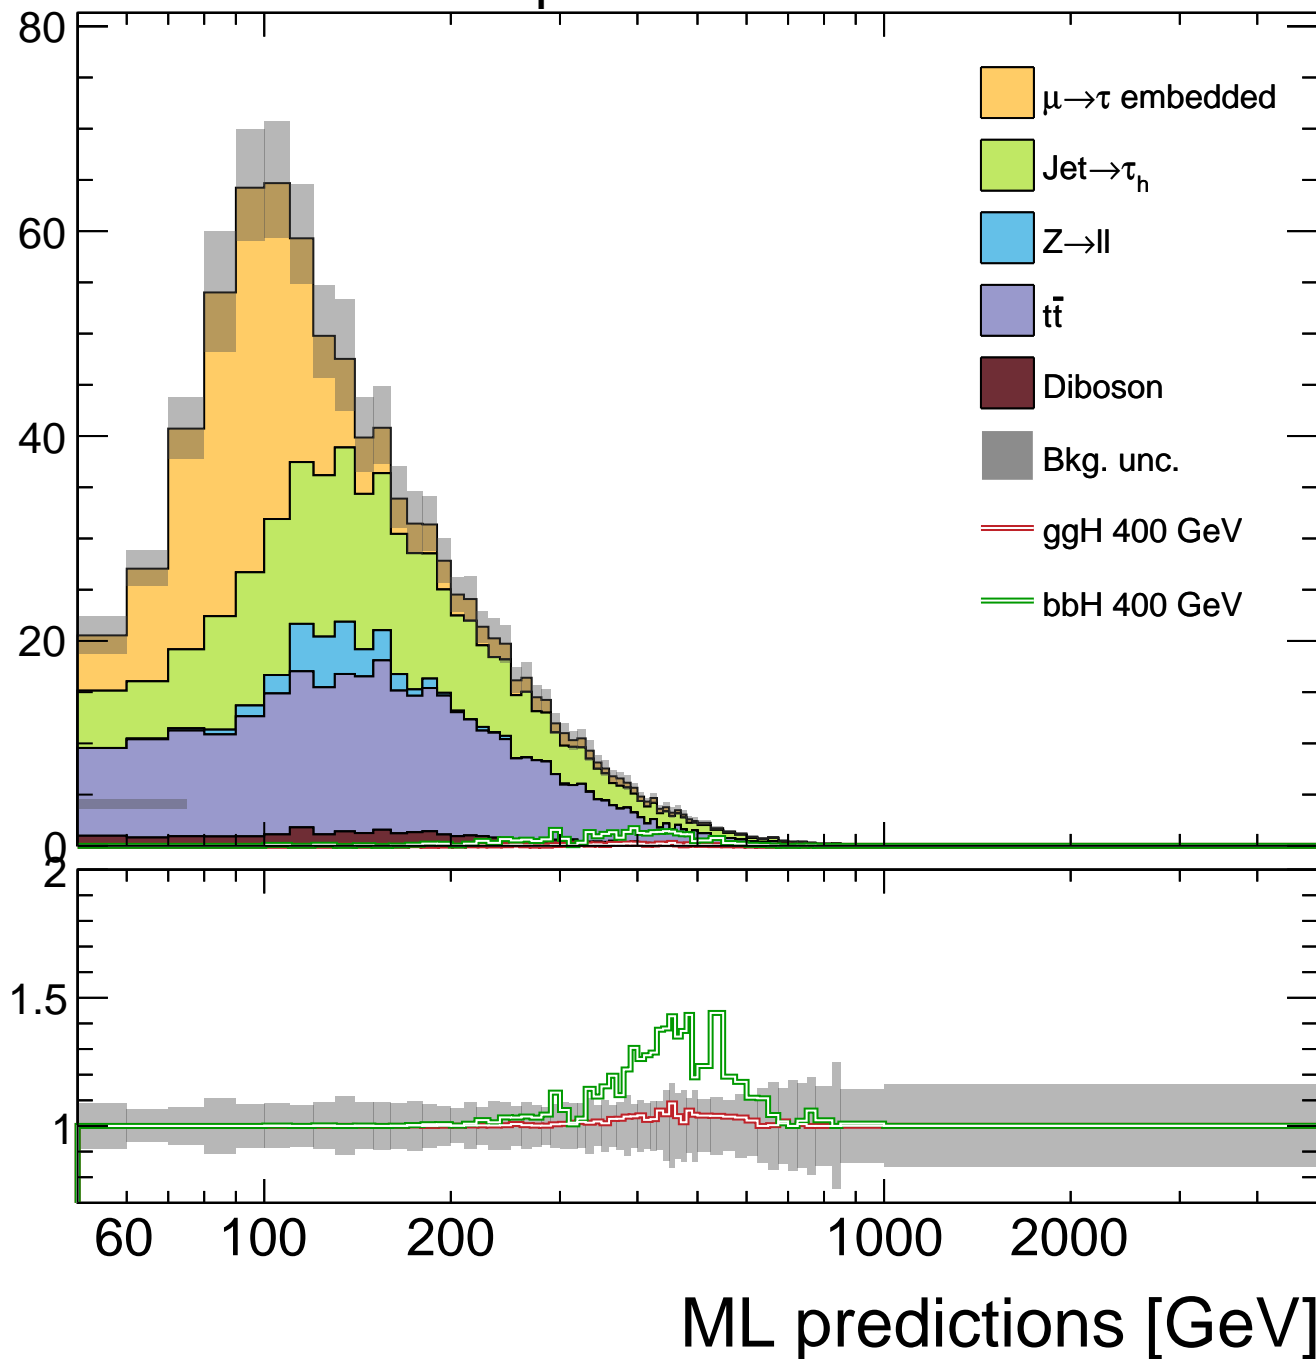 80
60
40
20
0
μ→τ embedded
Jet→τh
Z→ll
tt̄
Diboson
Bkg. unc.
ggH 400 GeV
bbH 400 GeV
2
1.5
1
60 100 200 1000 2000
ML predictions [GeV]